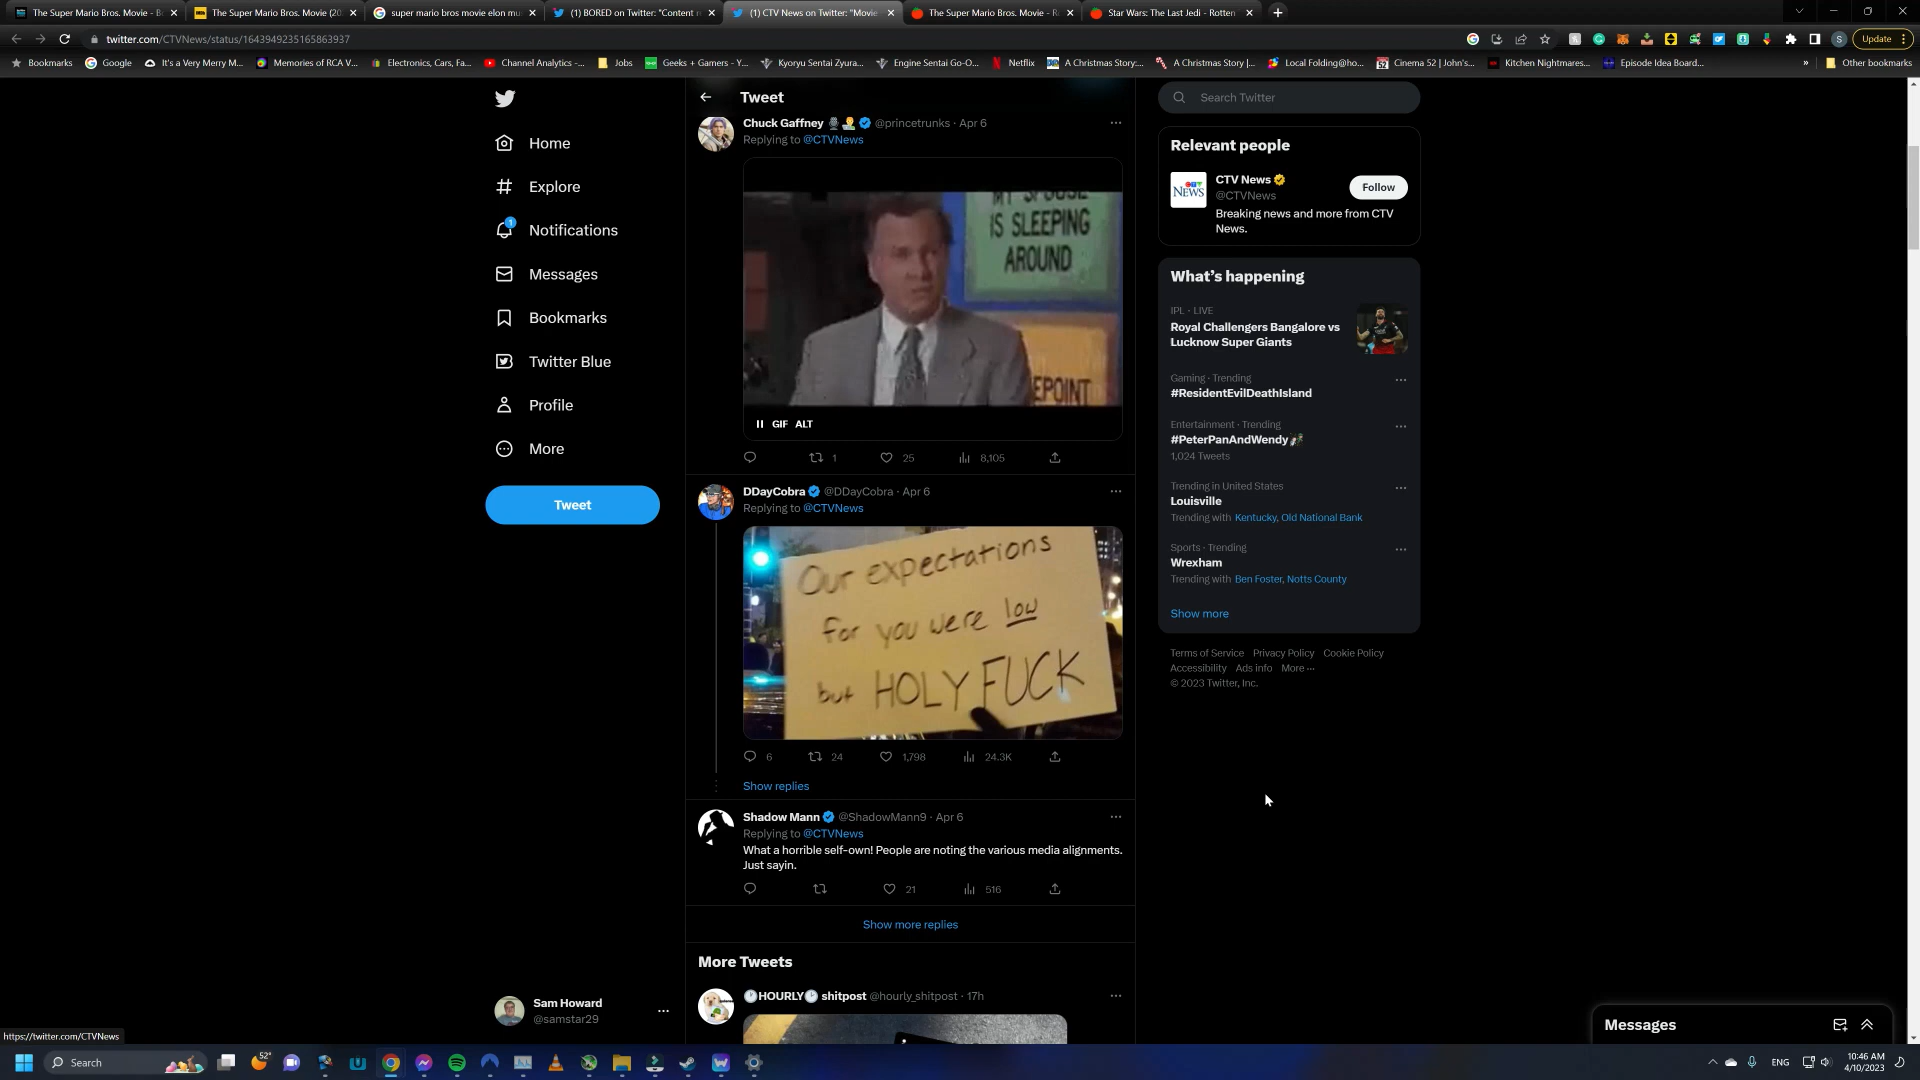 The Super Mario Bros. Movie - B
The Super Mario Bros. Movie (20
super mario bros movie elon mu
(1) BORED on Twitter: "Content n
(1) CTV News on Twitter: "Movie
The Super Mario Bros. Movie - R
Star Wars: The Last Jedi - Rotten
twitter.com/CTVNews/status/1643949235165863937
Update
Bookmarks
Google
It's a Very Merry M...
Memories of RCA V...
Electronics, Cars, Fa...
Channel Analytics -...
Jobs
Geeks + Gamers - Y...
Kyoryu Sentai Zyura...
Engine Sentai Go-O...
Netflix
A Christmas Story:...
A Christmas Story |...
Local Folding@ho...
Cinema 52 | John's...
Kitchen Nightmares...
Episode Idea Board...
Other bookmarks
Home
Explore
1
Notifications
Messages
Bookmarks
Twitter Blue
Profile
More
Tweet
Sam Howard
@samstar29
https://twitter.com/CTVNews
Tweet
Chuck Gaffney @princetrunks · Apr 6
Replying to @CTVNews
MY SPOUSE
IS SLEEPING
AROUND
EPOINT
GIF ALT
1 25 8,105
DDayCobra @DDayCobra · Apr 6
Replying to @CTVNews
Our expectations
for you were low
but HOLY FUCK
6 24 1,798 24.3K
Show replies
Shadow Mann @ShadowMann9 · Apr 6
Replying to @CTVNews
What a horrible self-own! People are noting the various media alignments.
Just sayin.
21 516
Show more replies
More Tweets
HOURLY shitpost @hourly_shitpost · 17h
Search Twitter
Relevant people
CTV NEWS
CTV News
@CTVNews
Follow
Breaking news and more from CTV
News.
What's happening
IPL · LIVE
Royal Challengers Bangalore vs
Lucknow Super Giants
Gaming · Trending
#ResidentEvilDeathIsland
Entertainment · Trending
#PeterPanAndWendy
1,024 Tweets
Trending in United States
Louisville
Trending with Kentucky, Old National Bank
Sports · Trending
Wrexham
Trending with Ben Foster, Notts County
Show more
Terms of Service Privacy Policy Cookie Policy
Accessibility Ads info More ···
© 2023 Twitter, Inc.
Messages
Search
52°
ENG
10:46 AM
4/10/2023